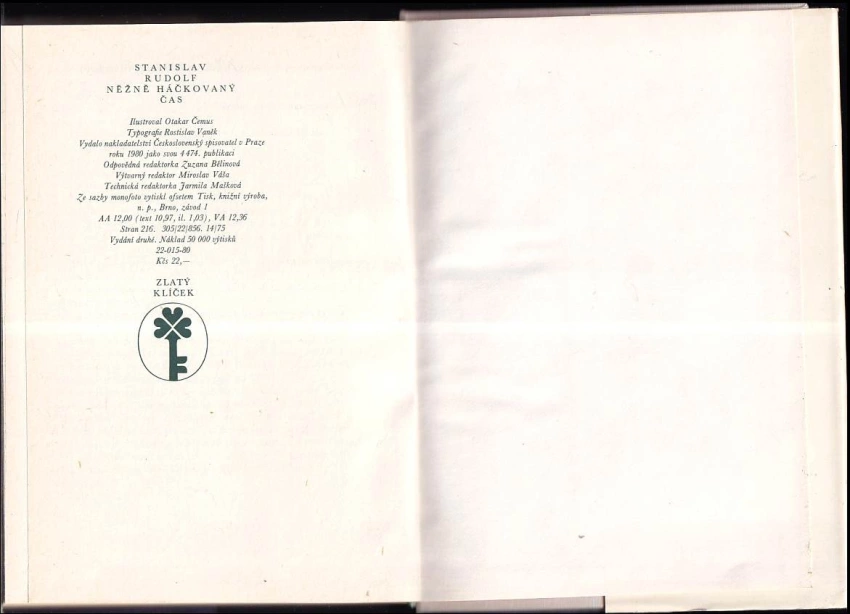 STANISLAV
RUDOLF
NĚŽNĚ HÁČKOVANÝ
ČAS
Ilustroval Otakar Čemus
Typografie Rostislav Vaněk
Vydalo nakladatelství Československý spisovatel v Praze
roku 1980 jako svou 4 474. publikaci
Odpovědná redaktorka Zuzana Bělinová
Výtvarný redaktor Miroslav Váša
Technická redaktorka Jarmila Mašková
Ze sazby monofoto vytiskl ofsetem Tisk, knižní výroba,
n. p., Brno, závod 1
AA 12,00 (text 10,97, il. 1,03), VA 12,36
Stran 216. 305/22/856. 14/75
Vydání druhé. Náklad 50 000 výtisků
22-015-80
Kčs 22,—
ZLATÝ
KLÍČEK